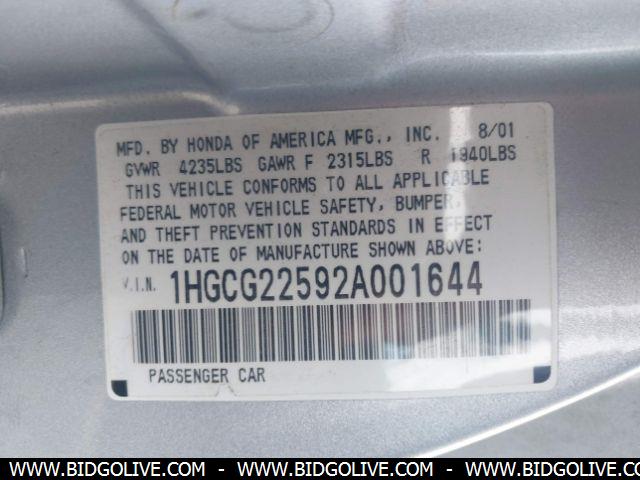 MFD. BY HONDA OF AMERICA MFG., INC. 8/01
GVWR 4235LBS GAWR F 2315LBS R 1940LBS
THIS VEHICLE CONFORMS TO ALL APPLICABLE
FEDERAL MOTOR VEHICLE SAFETY, BUMPER,
AND THEFT PREVENTION STANDARDS IN EFFECT
ON THE DATE OF MANUFACTURE SHOWN ABOVE:
V.I.N. 1HGCG22592A001644
PASSENGER CAR
WWW.BIDGOLIVE.COM - WWW.BIDGOLIVE.COM - WWW.BIDGOLIVE.COM